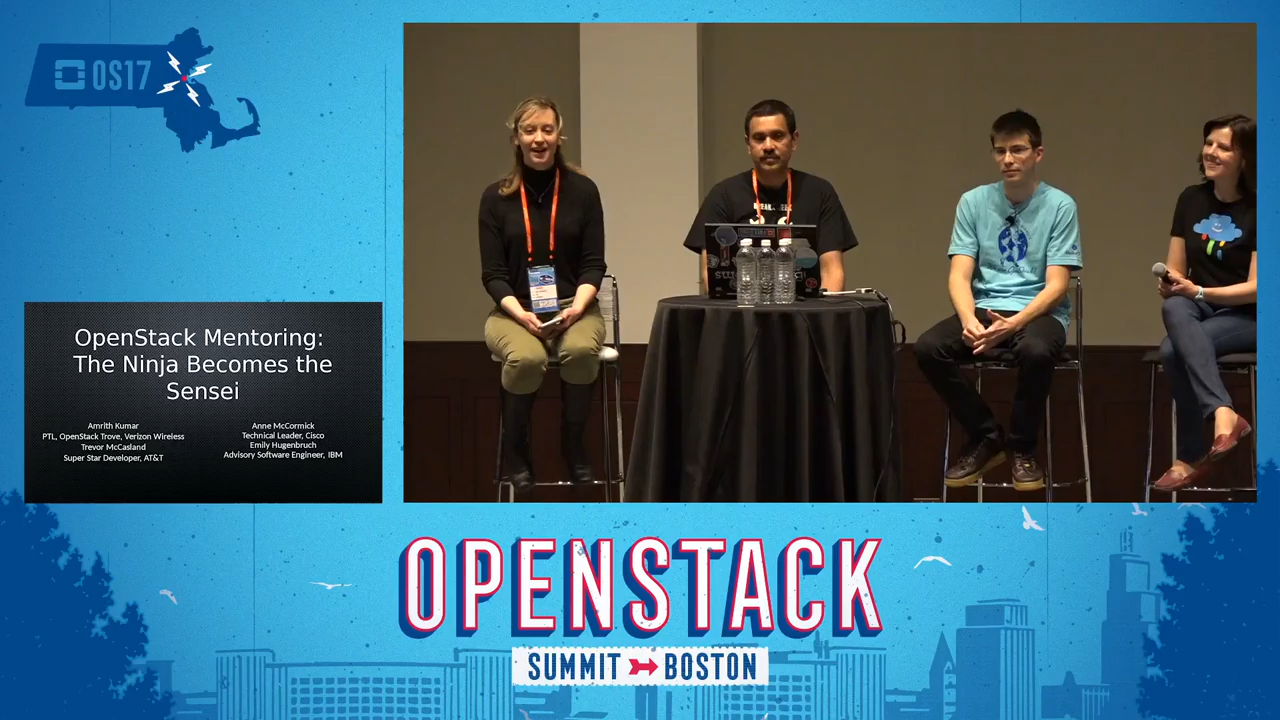 OS17
OpenStack Mentoring:
The Ninja Becomes the
Sensei
Amrith Kumar
PTL, OpenStack Trove, Verizon Wireless
Trevor McCasland
Super Star Developer, AT&T
Anne McCormick
Technical Leader, Cisco
Emily Hugenbruch
Advisory Software Engineer, IBM
OPENSTACK
SUMMIT BOSTON